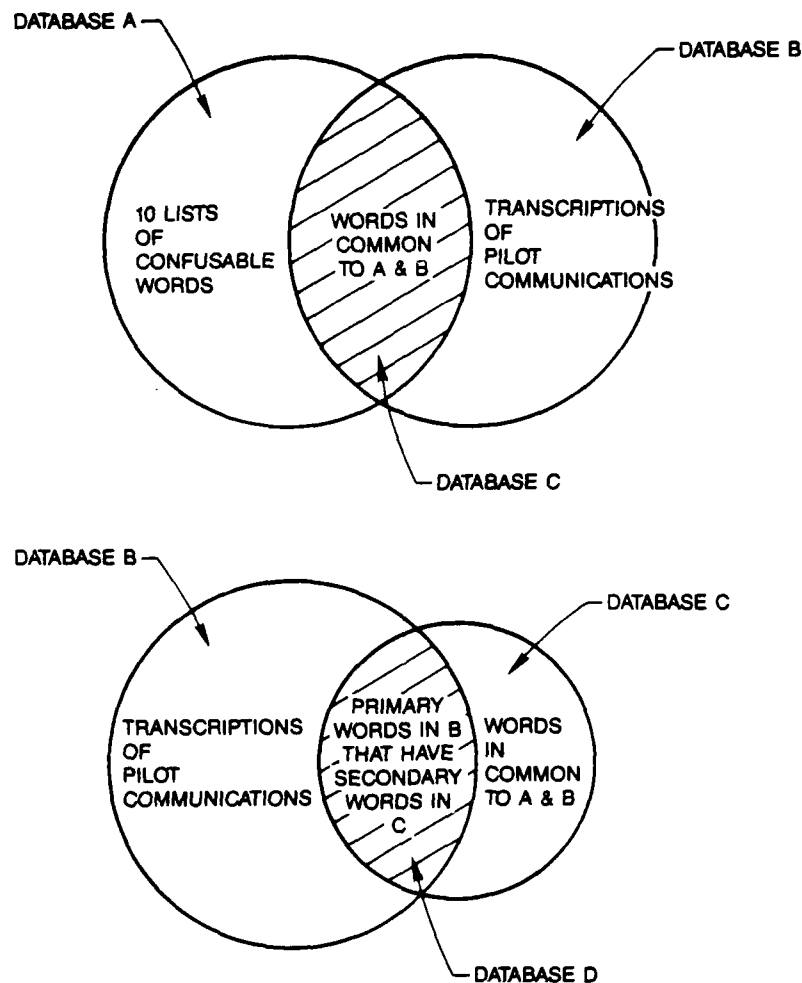 DATABASE A
DATABASE B
10 LISTS
OF
CONFUSABLE
WORDS
WORDS IN
COMMON
TO A & B
TRANSCRIPTIONS
OF
PILOT
COMMUNICATIONS
DATABASE C
DATABASE B
DATABASE C
TRANSCRIPTIONS
OF
PILOT
COMMUNICATIONS
PRIMARY
WORDS IN B
THAT HAVE
SECONDARY
WORDS IN
C
WORDS
IN
COMMON
TO A & B
DATABASE D